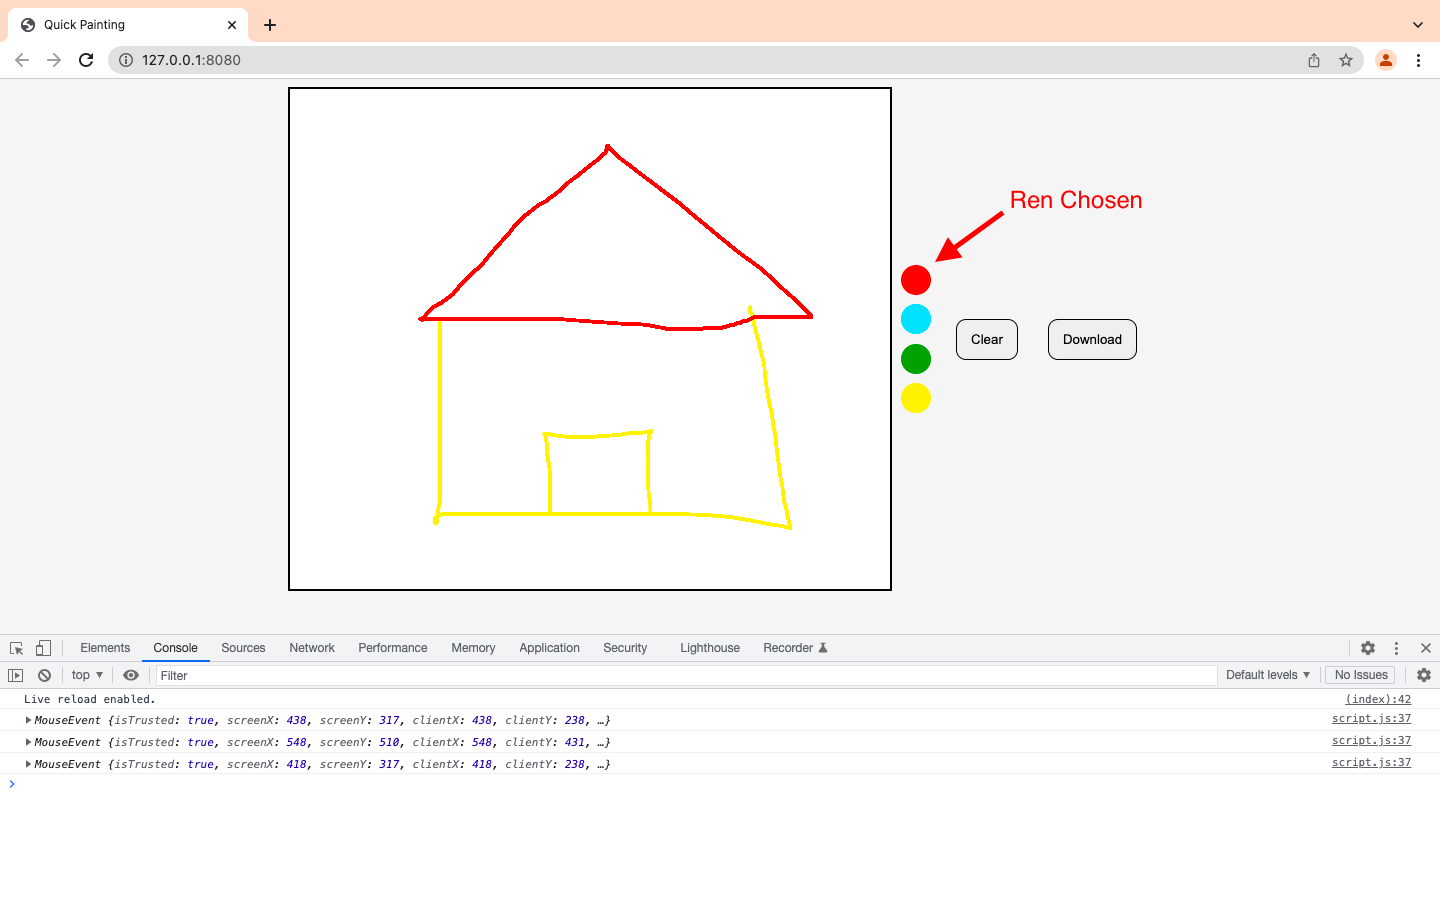 Quick Painting
127.0.0.1:8080
Ren Chosen
Clear
Download
Elements Console Sources Network Performance Memory Application Security Lighthouse Recorder
top Filter Default levels No Issues
Live reload enabled. (index):42
MouseEvent {isTrusted: true, screenX: 438, screenY: 317, clientX: 438, clientY: 238, …} script.js:37
MouseEvent {isTrusted: true, screenX: 548, screenY: 510, clientX: 548, clientY: 431, …} script.js:37
MouseEvent {isTrusted: true, screenX: 418, screenY: 317, clientX: 418, clientY: 238, …} script.js:37